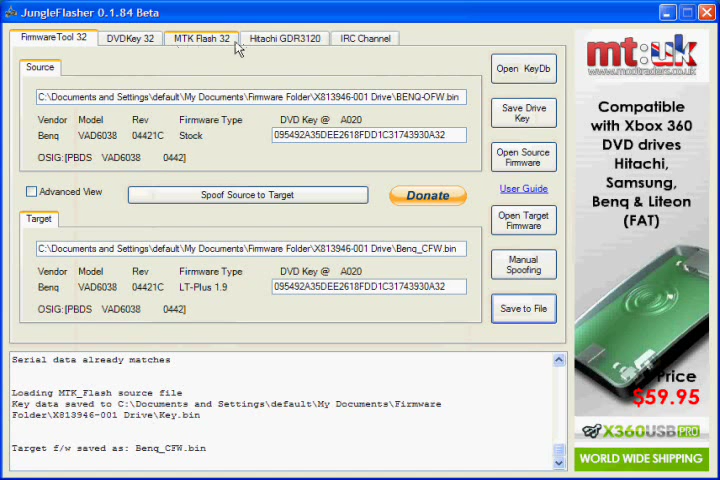 JungleFlasher 0.1.84 Beta
FirmwareTool 32
DVDKey 32
MTK Flash 32
Hitachi GDR3120
IRC Channel
Source
C:\Documents and Settings\default\My Documents\Firmware Folder\X813946-001 Drive\BENQ-OFW.bin
Vendor Model Rev Firmware Type DVD Key @ A020
Benq VAD6038 04421C Stock 095492A35DEE2618FDD1C31743930A32
OSIG:[PBDS VAD6038 0442]
Advanced View
Spoof Source to Target
Donate
Target
C:\Documents and Settings\default\My Documents\Firmware Folder\X813946-001 Drive\Benq_CFW.bin
Vendor Model Rev Firmware Type DVD Key @ A020
Benq VAD6038 04421C LT-Plus 1.9 095492A35DEE2618FDD1C31743930A32
OSIG:[PBDS VAD6038 0442]
Open KeyDb
Save Drive
Key
Open Source
Firmware
User Guide
Open Target
Firmware
Manual
Spoofing
Save to File
Serial data already matches
Loading MTK_Flash source file
Key data saved to C:\Documents and Settings\default\My Documents\Firmware
Folder\X813946-001 Drive\Key.bin
Target f/w saved as: Benq_CFW.bin
mt:uk
www.modtraders.co.uk
Compatible
with Xbox 360
DVD drives
Hitachi,
Samsung,
Benq & Liteon
(FAT)
Price
$59.95
X360USB PRO
WORLD WIDE SHIPPING